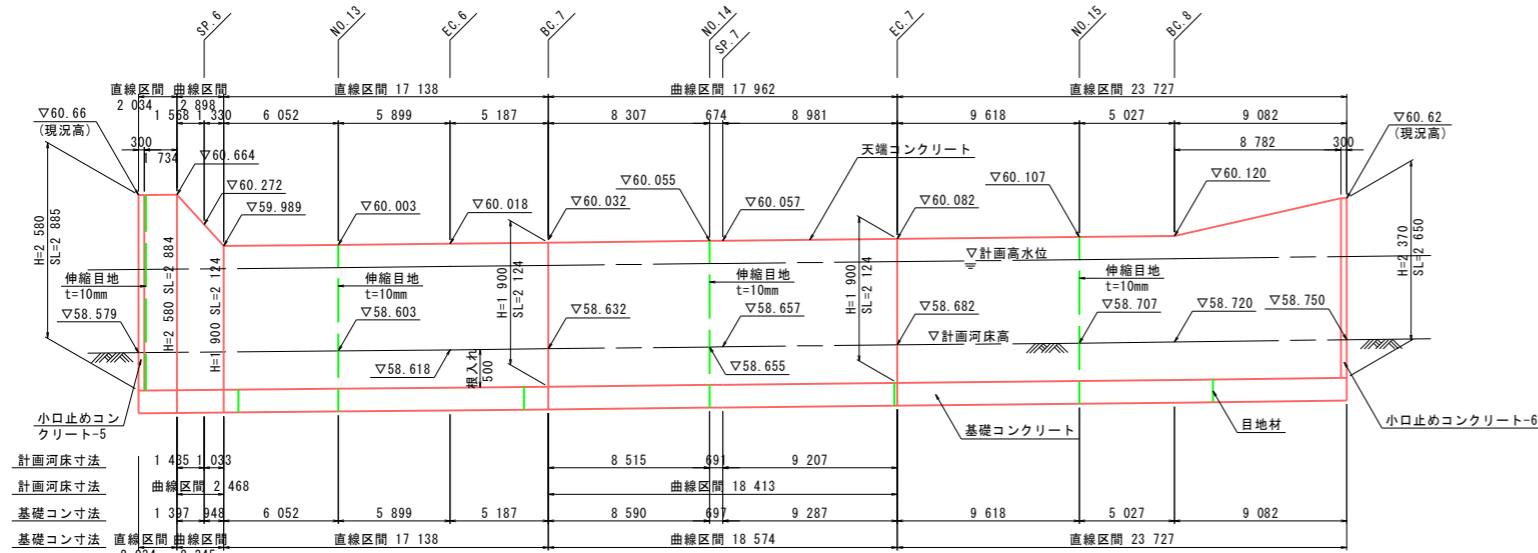 SP.6
NO.13
EC.6
BC.7
NO.14
SP.7
EC.7
NO.15
BC.8
直線区間 曲線区間 直線区間 17 138 曲線区間 17 962 直線区間 23 727
2 034 2 898
▽60.66
(現況高)
1 568 1 330 6 052 5 899 5 187 8 307 674 8 981 9 618 5 027 9 082
▽60.62
(現況高)
300
1 734
8 782 300
天端コンクリート
▽60.664
▽60.272
▽59.989
▽60.003
▽60.018
▽60.032
▽60.055
▽60.057
▽60.082
▽60.107
▽60.120
H=2 580
SL=2 885
H=2 580 SL=2 884
H=1 900 SL=2 124
H=1 900
SL=2 124
H=1 900
SL=2 124
H=2 370
SL=2 650
▽計画高水位
伸縮目地
t=10mm
伸縮目地
t=10mm
伸縮目地
t=10mm
伸縮目地
t=10mm
▽58.579
▽58.603
▽58.618
▽58.632
▽58.655
▽58.657
▽58.682
▽58.707
▽58.720
▽58.750
▽計画河床高
根入れ
500
小口止めコン
クリート-5
基礎コンクリート
目地材
小口止めコンクリート-6
計画河床寸法 1 435 1 033 8 515 691 9 207
計画河床寸法 曲線区間 2 468 曲線区間 18 413
基礎コン寸法 1 397 948 6 052 5 899 5 187 8 590 697 9 287 9 618 5 027 9 082
基礎コン寸法 直線区間 曲線区間 直線区間 17 138 曲線区間 18 574 直線区間 23 727